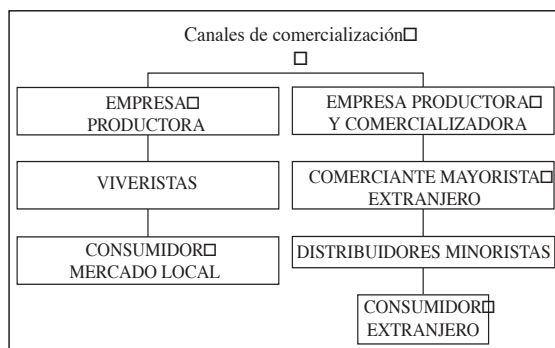 Canales de comercialización□
□
EMPRESA□
PRODUCTORA
EMPRESA PRODUCTORA□
Y COMERCIALIZADORA
VIVERISTAS
COMERCIANTE MAYORISTA□
EXTRANJERO
CONSUMIDOR□
MERCADO LOCAL
DISTRIBUIDORES MINORISTAS
CONSUMIDOR□
EXTRANJERO